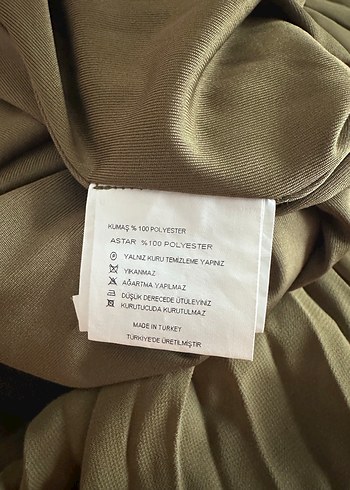 KUMAŞ % 100 POLYESTER
ASTAR %100 POLYESTER
YALNIZ KURU TEMİZLEME YAPINIZ
YIKANMAZ
AĞARTMA YAPILMAZ
DÜŞÜK DERECEDE ÜTÜLEYİNİZ
KURUTUCUDA KURUTULMAZ
MADE IN TURKEY
TÜRKİYE'DE ÜRETİLMİŞTİR